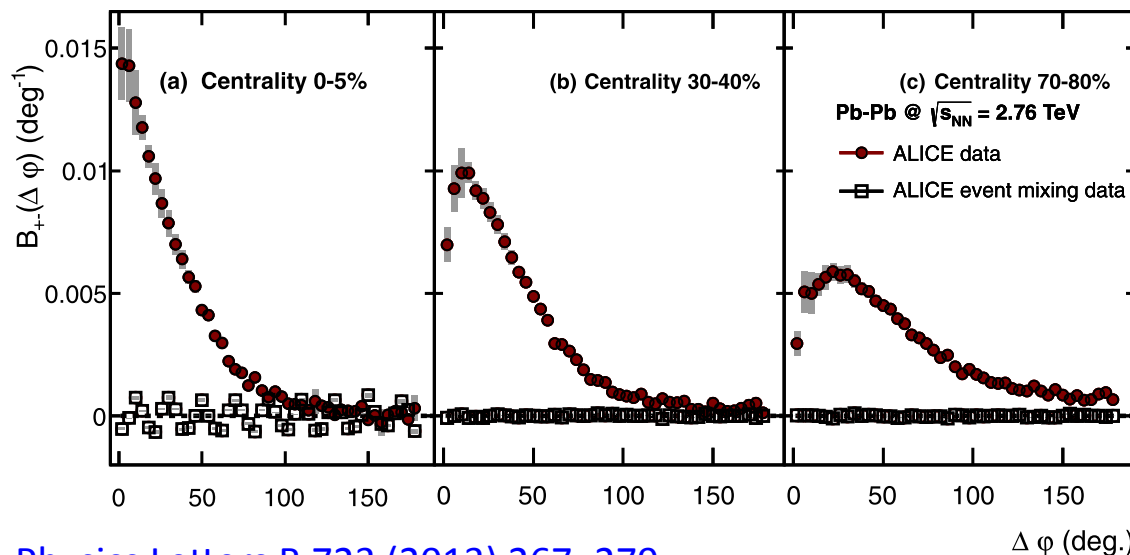 0.015
0.01
0.005
0
B+-(Δ φ) (deg-1)
(a) Centrality 0-5%
(b) Centrality 30-40%
(c) Centrality 70-80%
Pb-Pb @ √sNN = 2.76 TeV
ALICE data
ALICE event mixing data
0 50 100 150
0 50 100 150
0 50 100 150
Δ φ (deg.)